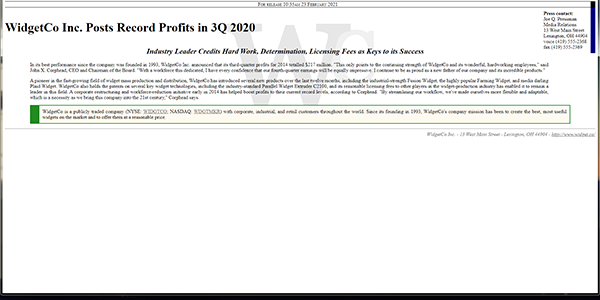 FOR RELEASE 10:35AM 23 FEBRUARY 2021
WidgetCo Inc. Posts Record Profits in 3Q 2020
Press contact:
Joe Q. Pressman
Media Relations
13 West Main Street
Lexington, OH 44904
voice (419) 555-2368
fax (419) 555-2369
Industry Leader Credits Hard Work, Determination, Licensing Fees as Keys to its Success
In its best performance since the company was founded in 1993, WidgetCo Inc. announced that its third-quarter profits for 2014 totalled $217 million. "This only points to the continuing strength of WidgetCo and its wonderful, hardworking employees," said
John X. Corphead, CEO and Chairman of the Board. "With a workforce this dedicated, I have every confidence that our fourth-quarter earnings will be equally impressive. I continue to be as proud as a new father of our company and its incredible products."
A pioneer in the fast-growing field of widget mass production and distribution, WidgetCo has introduced several new products over the last twelve months, including the industrial-strength Fusion Widget, the highly popular Farming Widget, and media darling
Plaid Widget. WidgetCo also holds the patents on several key widget technologies, including the industry-standard Parallel Widget Extruder C2100, and its reasonable licensing fees to other players in the widget-production industry has enabled it to remain a
leader in this field. A corporate restructuring and workforce-reduction initiative early in 2014 has helped boost profits to their current record levels, according to Corphead. "By streamlining our workflow, we've made ourselves more flexible and adaptable,
which is a necessity as we bring this company into the 21st century," Corphead says.
WidgetCo is a publicly traded company (NYSE: WIDGTCO, NASDAQ: WDGTMKR) with corporate, industrial, and retail customers throughout the world. Since its founding in 1993, WidgetCo's company mission has been to create the best, most useful
widgets on the market and to offer them at a reasonable price.
WidgetCo, Inc. - 13 West Main Street - Lexington, OH 44904 - http://www.widget.co/